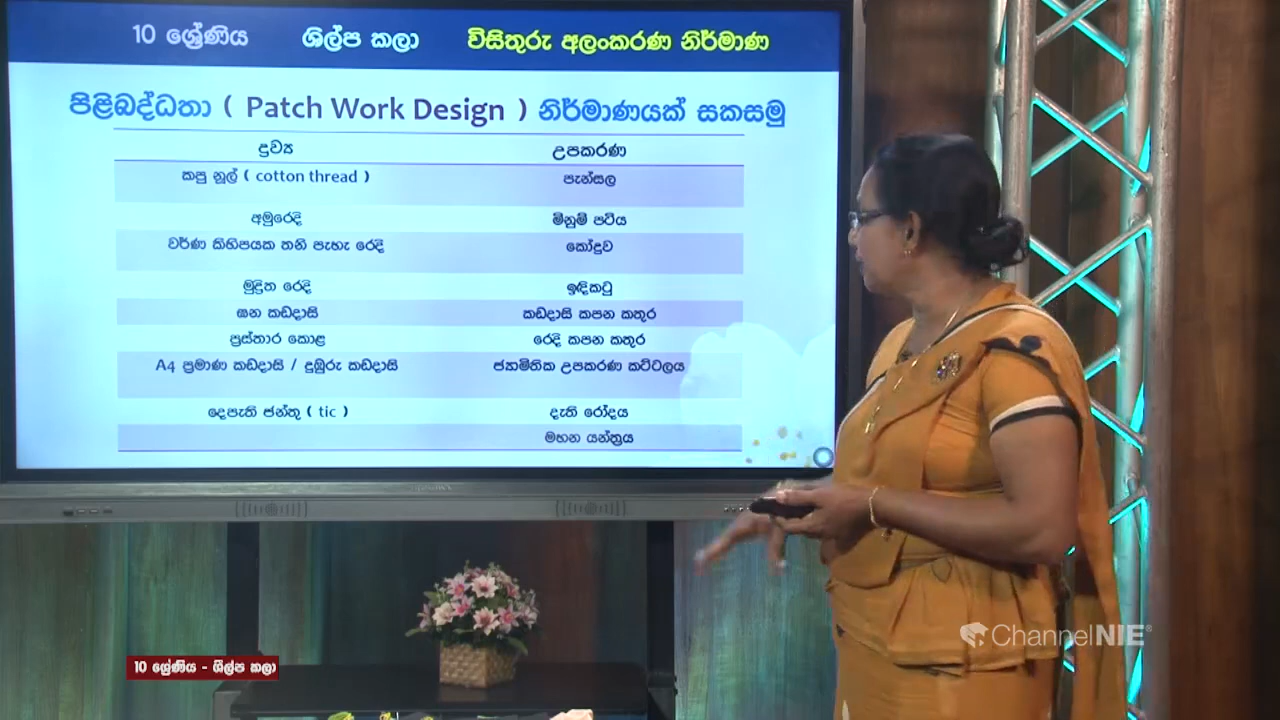 10 ශ්‍රේණිය ශිල්ප කලා විසිතුරු අලංකරණ නිර්මාණ
පිළිබද්ධතා ( Patch Work Design ) නිර්මාණයක් සකසමු
ද්‍රව්‍ය උපකරණ
කපු නූල් ( cotton thread ) පැන්සල
අමුරෙදි මිනුම් පටිය
වර්ණ කිහිපයක තනි පැහැ රෙදි කෝදුව
මුද්‍රිත රෙදි ඉඳිකටු
ඝන කඩදාසි කඩදාසි කපන කතුර
ප්‍රස්තාර කොළ රෙදි කපන කතුර
A4 ප්‍රමාණ කඩදාසි / දුඹුරු කඩදාසි ජ්‍යාමිතික උපකරණ කට්ටලය
දෙපැති ජන්තු ( tic ) දැති රෝදය
මහන යන්ත්‍රය
ChannelNIE
10 ශ්‍රේණිය - ශිල්ප කලා